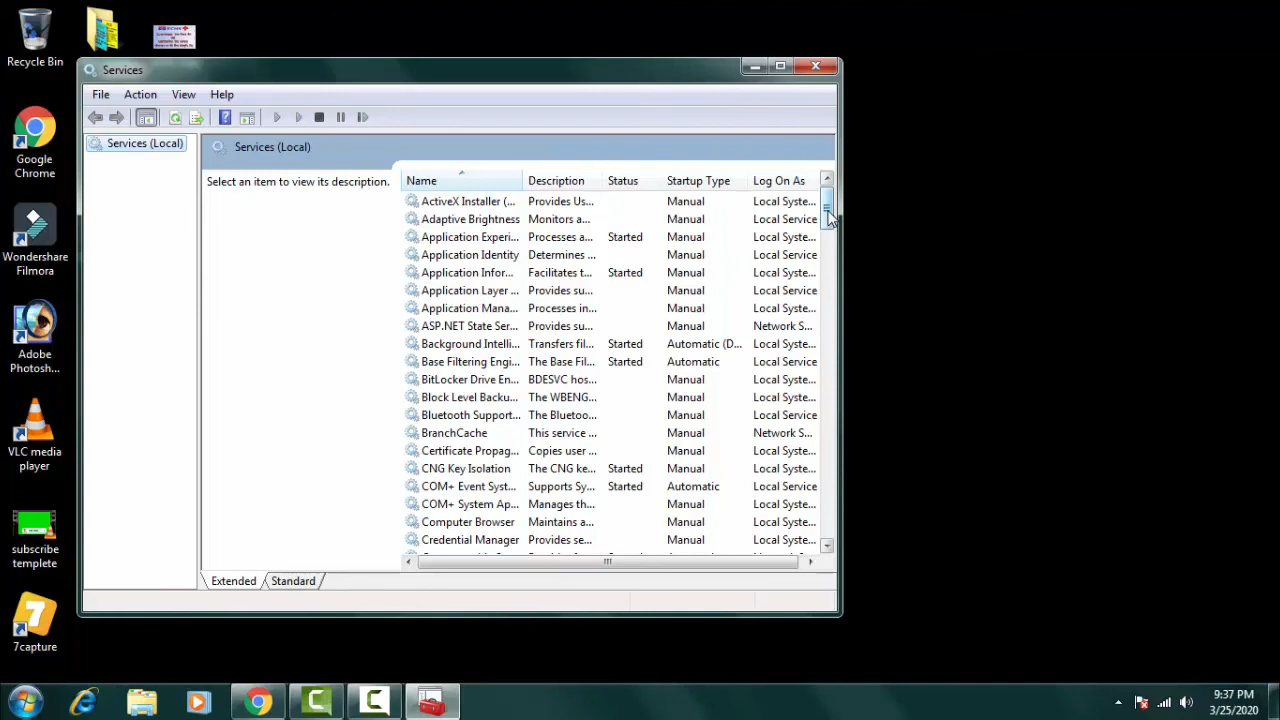 Recycle Bin
Google
Chrome
Wondershare
Filmora
Adobe
Photosh...
VLC media
player
subscribe
templete
7capture
Services
File Action View Help
Services (Local)
Services (Local)
Select an item to view its description.
Name Description Status Startup Type Log On As
ActiveX Installer (... Provides Us... Manual Local Syste...
Adaptive Brightness Monitors a... Manual Local Service
Application Experi... Processes a... Started Manual Local Syste...
Application Identity Determines ... Manual Local Service
Application Infor... Facilitates t... Started Manual Local Syste...
Application Layer ... Provides su... Manual Local Service
Application Mana... Processes in... Manual Local Syste...
ASP.NET State Ser... Provides su... Manual Network S...
Background Intelli... Transfers fil... Started Automatic (D... Local Syste...
Base Filtering Engi... The Base Fil... Started Automatic Local Service
BitLocker Drive En... BDESVC hos... Manual Local Syste...
Block Level Backu... The WBENG... Manual Local Syste...
Bluetooth Support... The Bluetoo... Manual Local Service
BranchCache This service ... Manual Network S...
Certificate Propag... Copies user ... Manual Local Syste...
CNG Key Isolation The CNG Ke... Started Manual Local Syste...
COM+ Event Syst... Supports Sy... Started Automatic Local Service
COM+ System Ap... Manages th... Manual Local Syste...
Computer Browser Maintains a... Manual Local Syste...
Credential Manager Provides se... Manual Local Syste...
Extended Standard
9:37 PM
3/25/2020